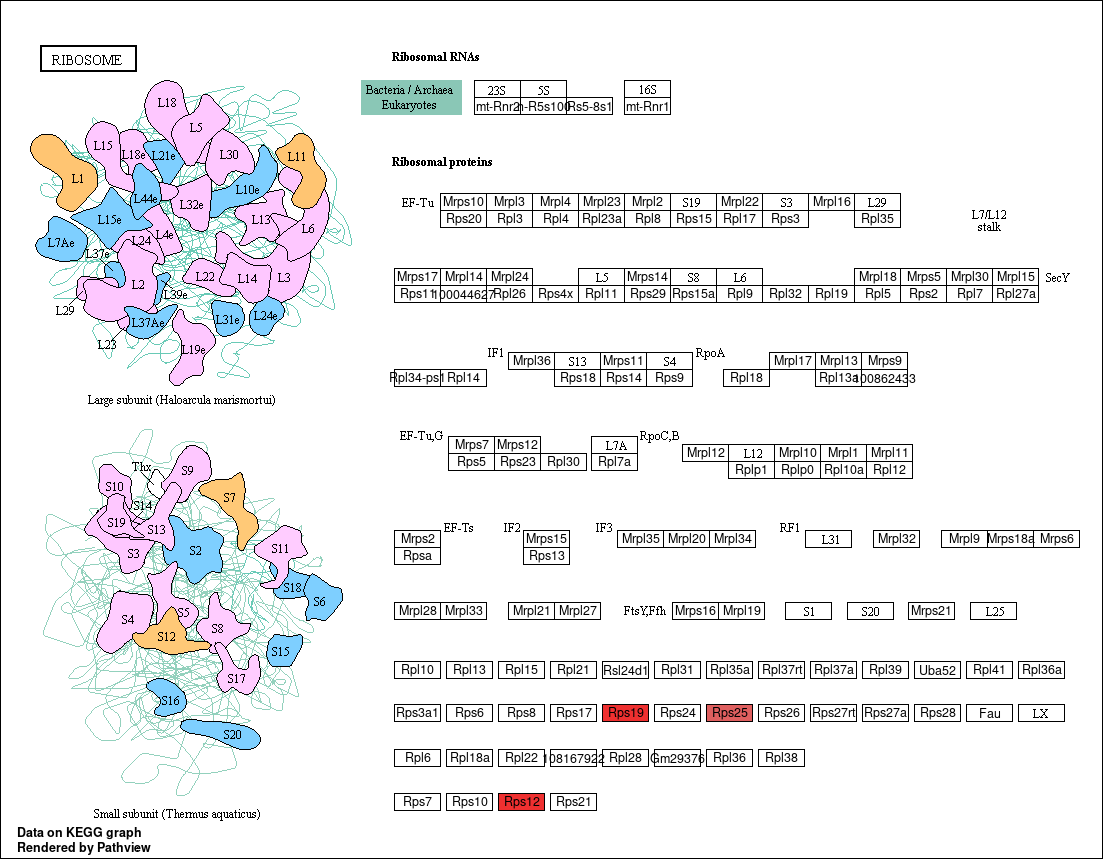 RIBOSOME
Ribosomal RNAs
Bacteria / Archaea
Eukaryotes
23S 5S 16S
mt-Rnr2 n-R5s100 Rs5-8s1 mt-Rnr1
Ribosomal proteins
EF-Tu Mrps10 Mrpl3 Mrpl4 Mrpl23 Mrpl2 S19 Mrpl22 S3 Mrpl16 L29
Rps20 Rpl3 Rpl4 Rpl23a Rpl8 Rps15 Rpl17 Rps3 Rpl35
L7/L12
stalk
Mrps17 Mrpl14 Mrpl24 L5 Mrps14 S8 L6 Mrpl18 Mrps5 Mrpl30 Mrpl15 SecY
Rps11 100044627 Rpl26 Rps4x Rpl11 Rps29 Rps15a Rpl9 Rpl32 Rpl19 Rpl5 Rps2 Rpl7 Rpl27a
IF1 Mrpl36 S13 Mrps11 S4 RpoA Mrpl17 Mrpl13 Mrps9
Rpl34-ps1 Rpl14 Rps18 Rps14 Rps9 Rpl18 Rpl13a 100862433
EF-Tu,G Mrps7 Mrps12 L7A RpoC,B Mrpl12 L12 Mrpl10 Mrpl1 Mrpl11
Rps5 Rps23 Rpl30 Rpl7a Rplp1 Rplp0 Rpl10a Rpl12
Mrps2 EF-Ts IF2 Mrps15 IF3 Mrpl35 Mrpl20 Mrpl34 RF1 L31 Mrpl32 Mrpl9 Mrps18a Mrps6
Rpsa Rps13
Mrpl28 Mrpl33 Mrpl21 Mrpl27 FtsY,Ffh Mrps16 Mrpl19 S1 S20 Mrps21 L25
Rpl10 Rpl13 Rpl15 Rpl21 Rsl24d1 Rpl31 Rpl35a Rpl37rt Rpl37a Rpl39 Uba52 Rpl41 Rpl36a
Rps3a1 Rps6 Rps8 Rps17 Rps19 Rps24 Rps25 Rps26 Rps27rt Rps27a Rps28 Fau LX
Rpl6 Rpl18a Rpl22 108167922 Rpl28 Gm29376 Rpl36 Rpl38
Rps7 Rps10 Rps12 Rps21
L18
L5
L15
L18e
L21e
L30
L11
L1
L10e
L44e
L32e
L15e
L13
L6
L7Ae
L24
L4e
L37e
L2
L22
L14
L3
L39e
L29
L37Ae
L31e
L24e
L23
L19e
Large subunit (Haloarcula marismortui)
Thx
S9
S10
S7
S14
S19
S13
S3
S2
S11
S18
S6
S4
S5
S8
S12
S15
S17
S16
S20
Small subunit (Thermus aquaticus)
Data on KEGG graph
Rendered by Pathview